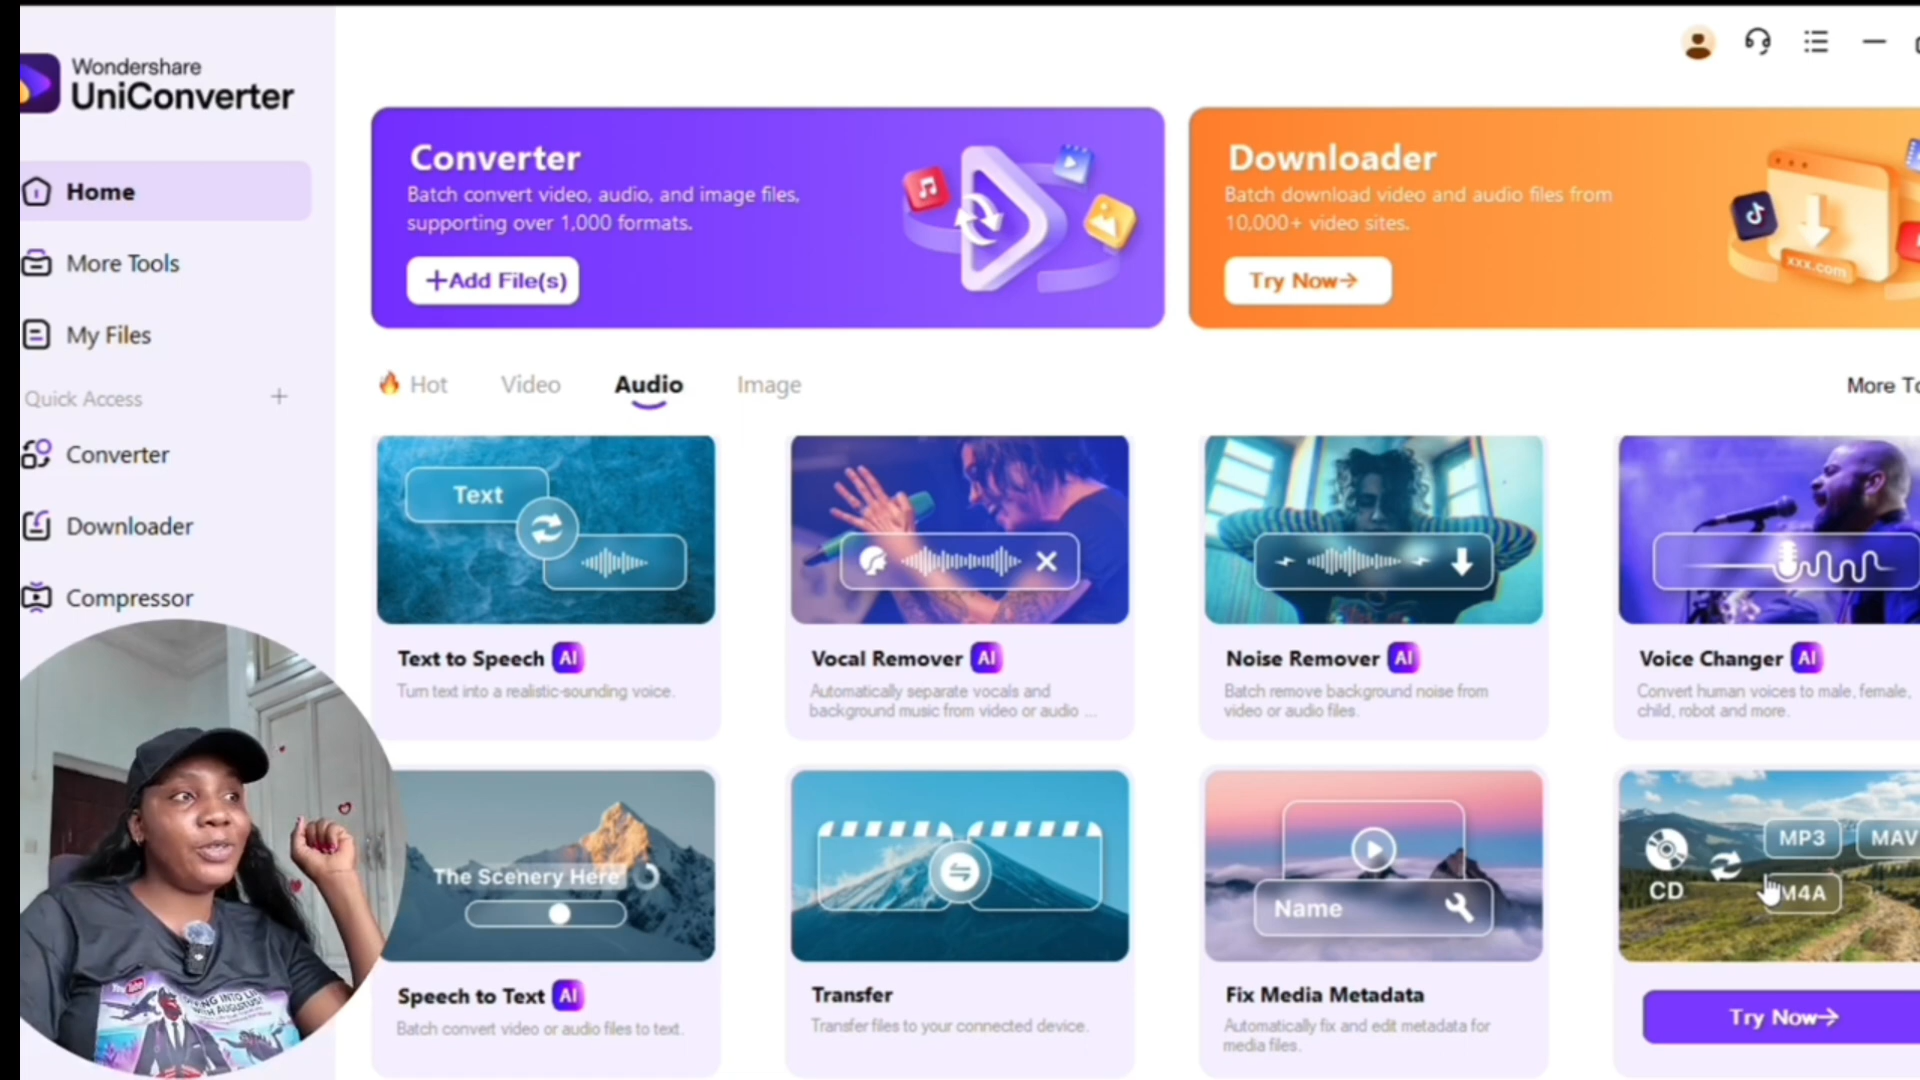 Wondershare
UniConverter
Home
More Tools
My Files
Quick Access
Converter
Downloader
Compressor
Converter
Batch convert video, audio, and image files,
supporting over 1,000 formats.
+Add File(s)
Downloader
Batch download video and audio files from
10,000+ video sites.
Try Now→
xxx.com
Hot
Video
Audio
Image
More To
Text
Text to Speech AI
Turn text into a realistic-sounding voice.
Vocal Remover AI
Automatically separate vocals and
background music from video or audio ...
Noise Remover AI
Batch remove background noise from
video or audio files.
Voice Changer AI
Convert human voices to male, female,
child, robot and more.
The Scenery Here
Speech to Text AI
Batch convert video or audio files to text.
Transfer
Transfer files to your connected device.
Name
Fix Media Metadata
Automatically fix and edit metadata for
media files.
CD
MP3
MAV
M4A
Try Now→
YouTube